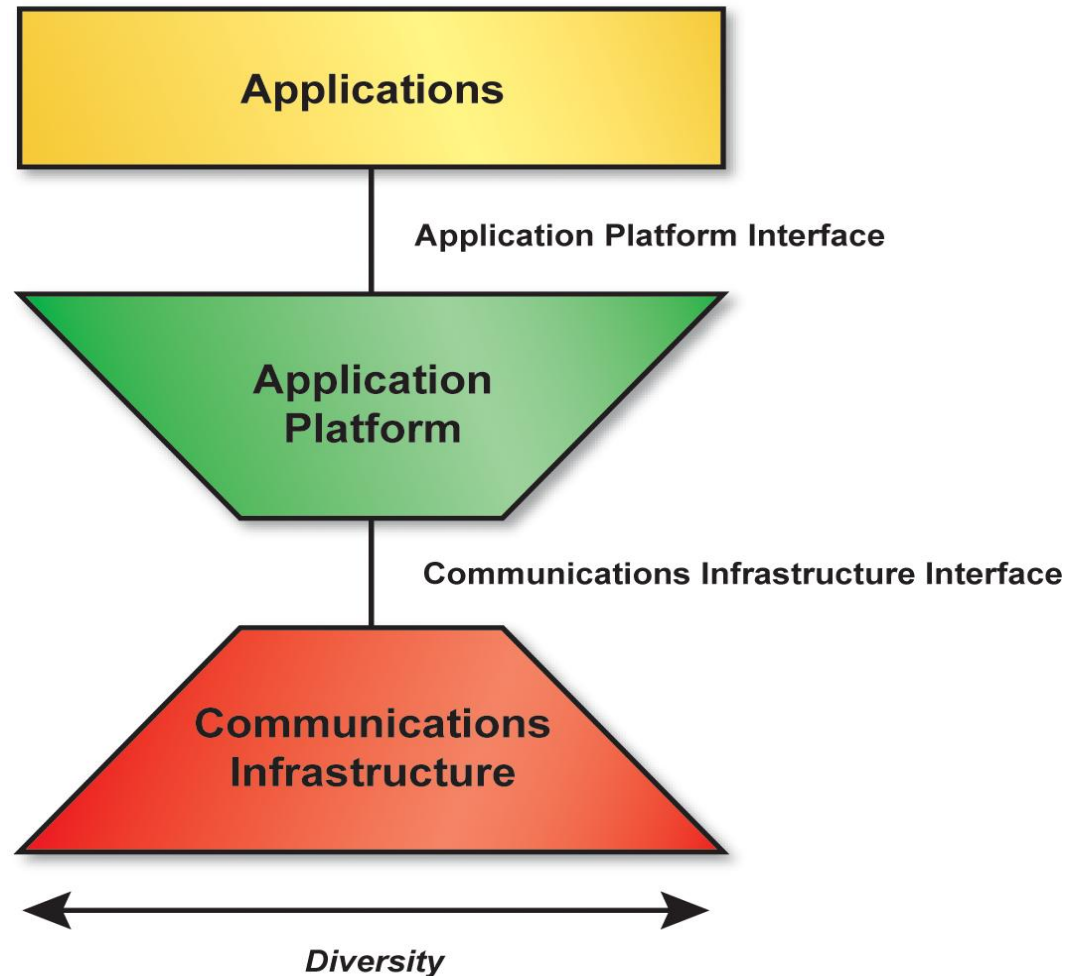 Applications
Application Platform Interface
Application
Platform
Communications Infrastructure Interface
Communications
Infrastructure
Diversity